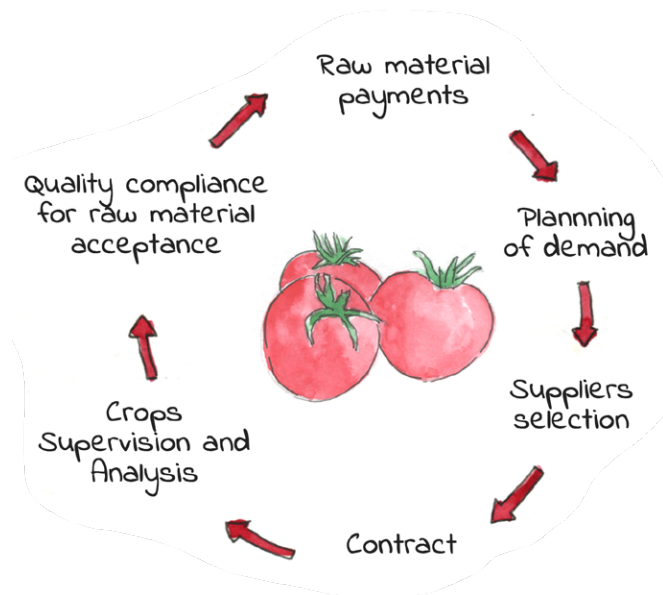 Raw material
payments
Plannning
of demand
Suppliers
selection
Contract
Crops
Supervision and
Analysis
Quality compliance
for raw material
acceptance